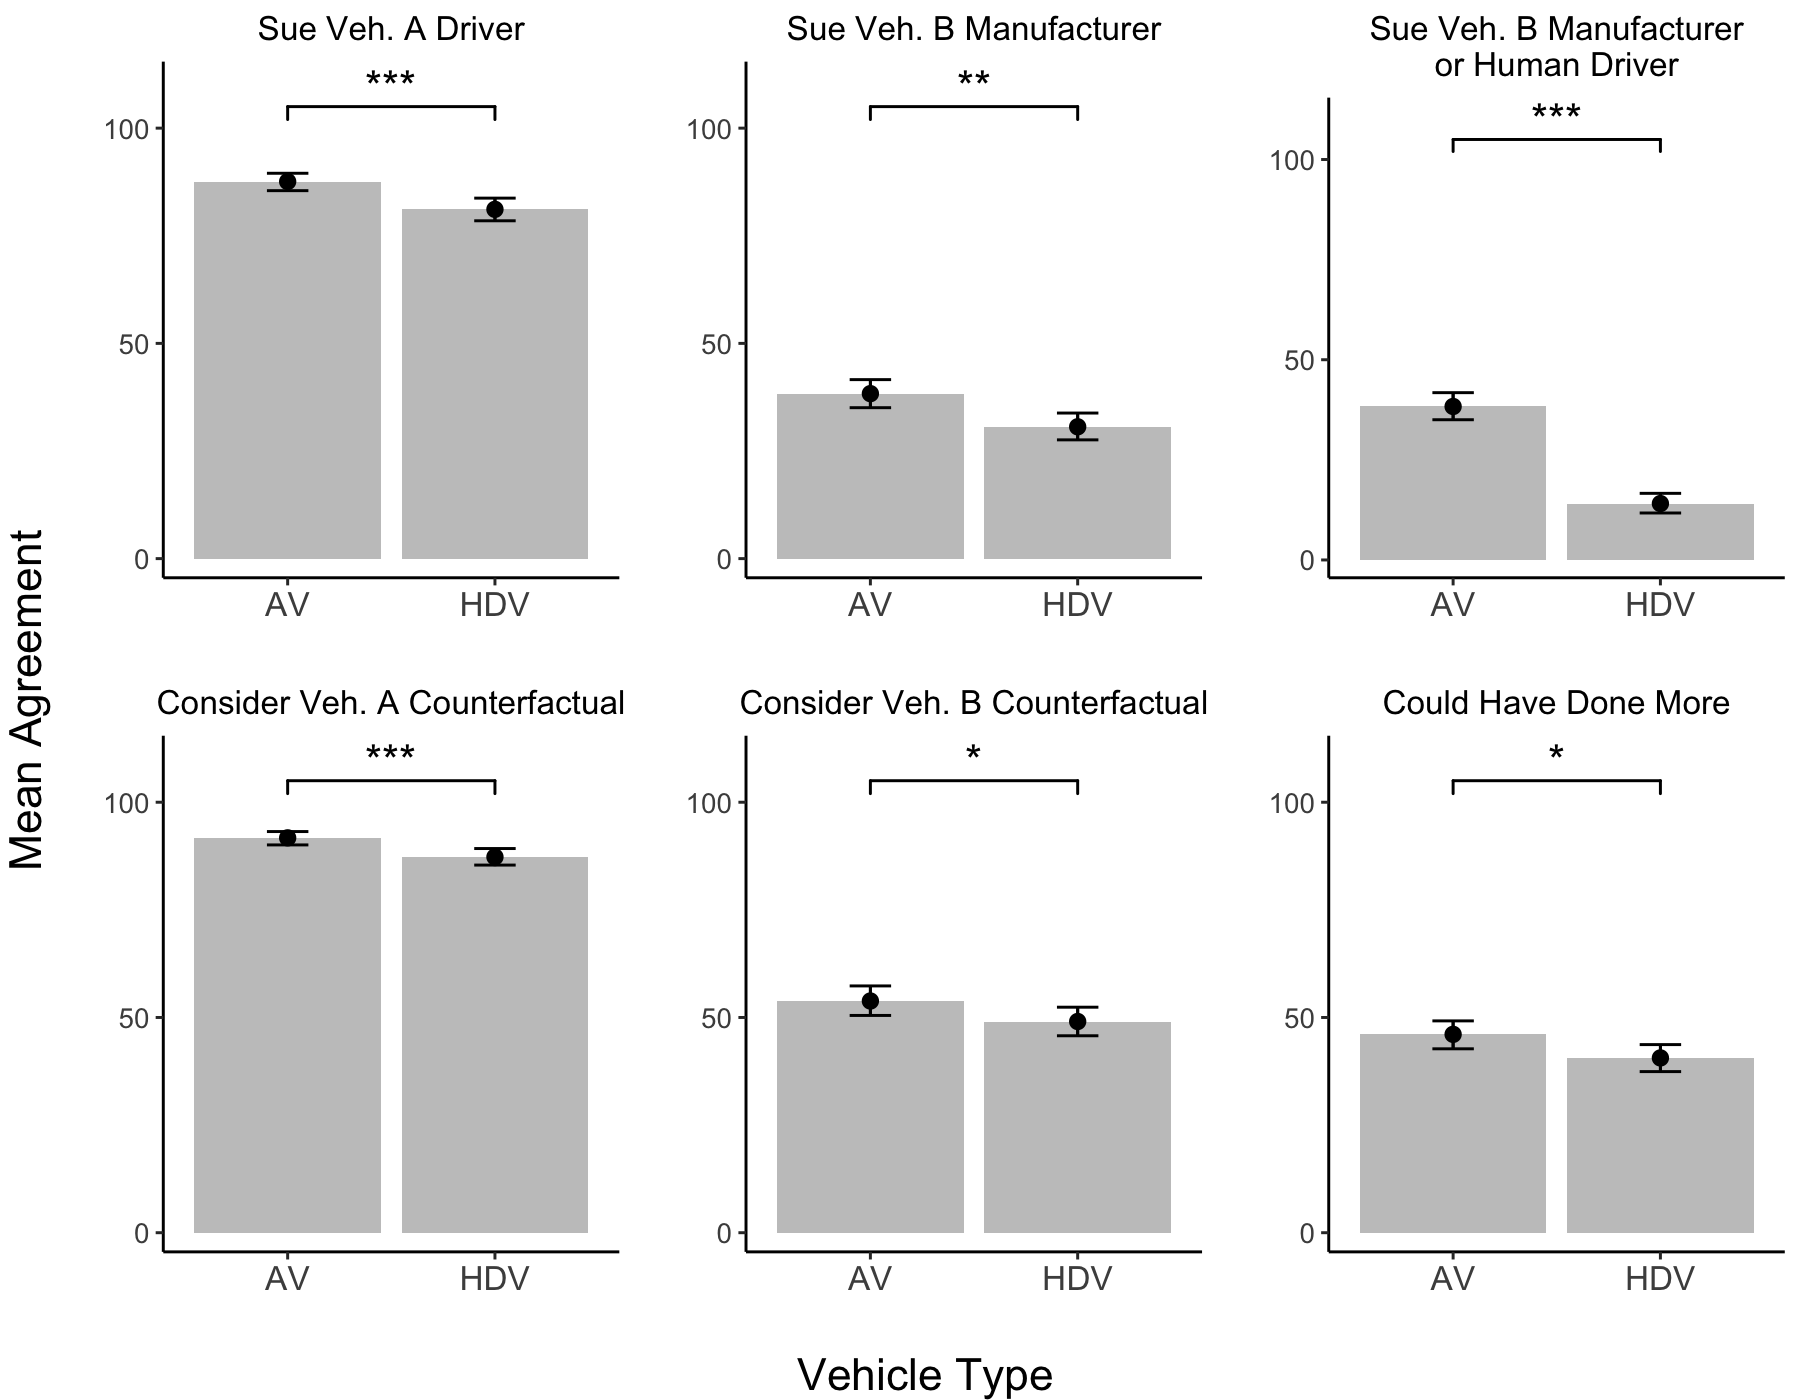 Sue Veh. A Driver
***
100
50
0
AV HDV
Sue Veh. B Manufacturer
**
100
50
0
AV HDV
Sue Veh. B Manufacturer
or Human Driver
***
100
50
0
AV HDV
Mean Agreement
Consider Veh. A Counterfactual
***
100
50
0
AV HDV
Consider Veh. B Counterfactual
*
100
50
0
AV HDV
Could Have Done More
*
100
50
0
AV HDV
Vehicle Type